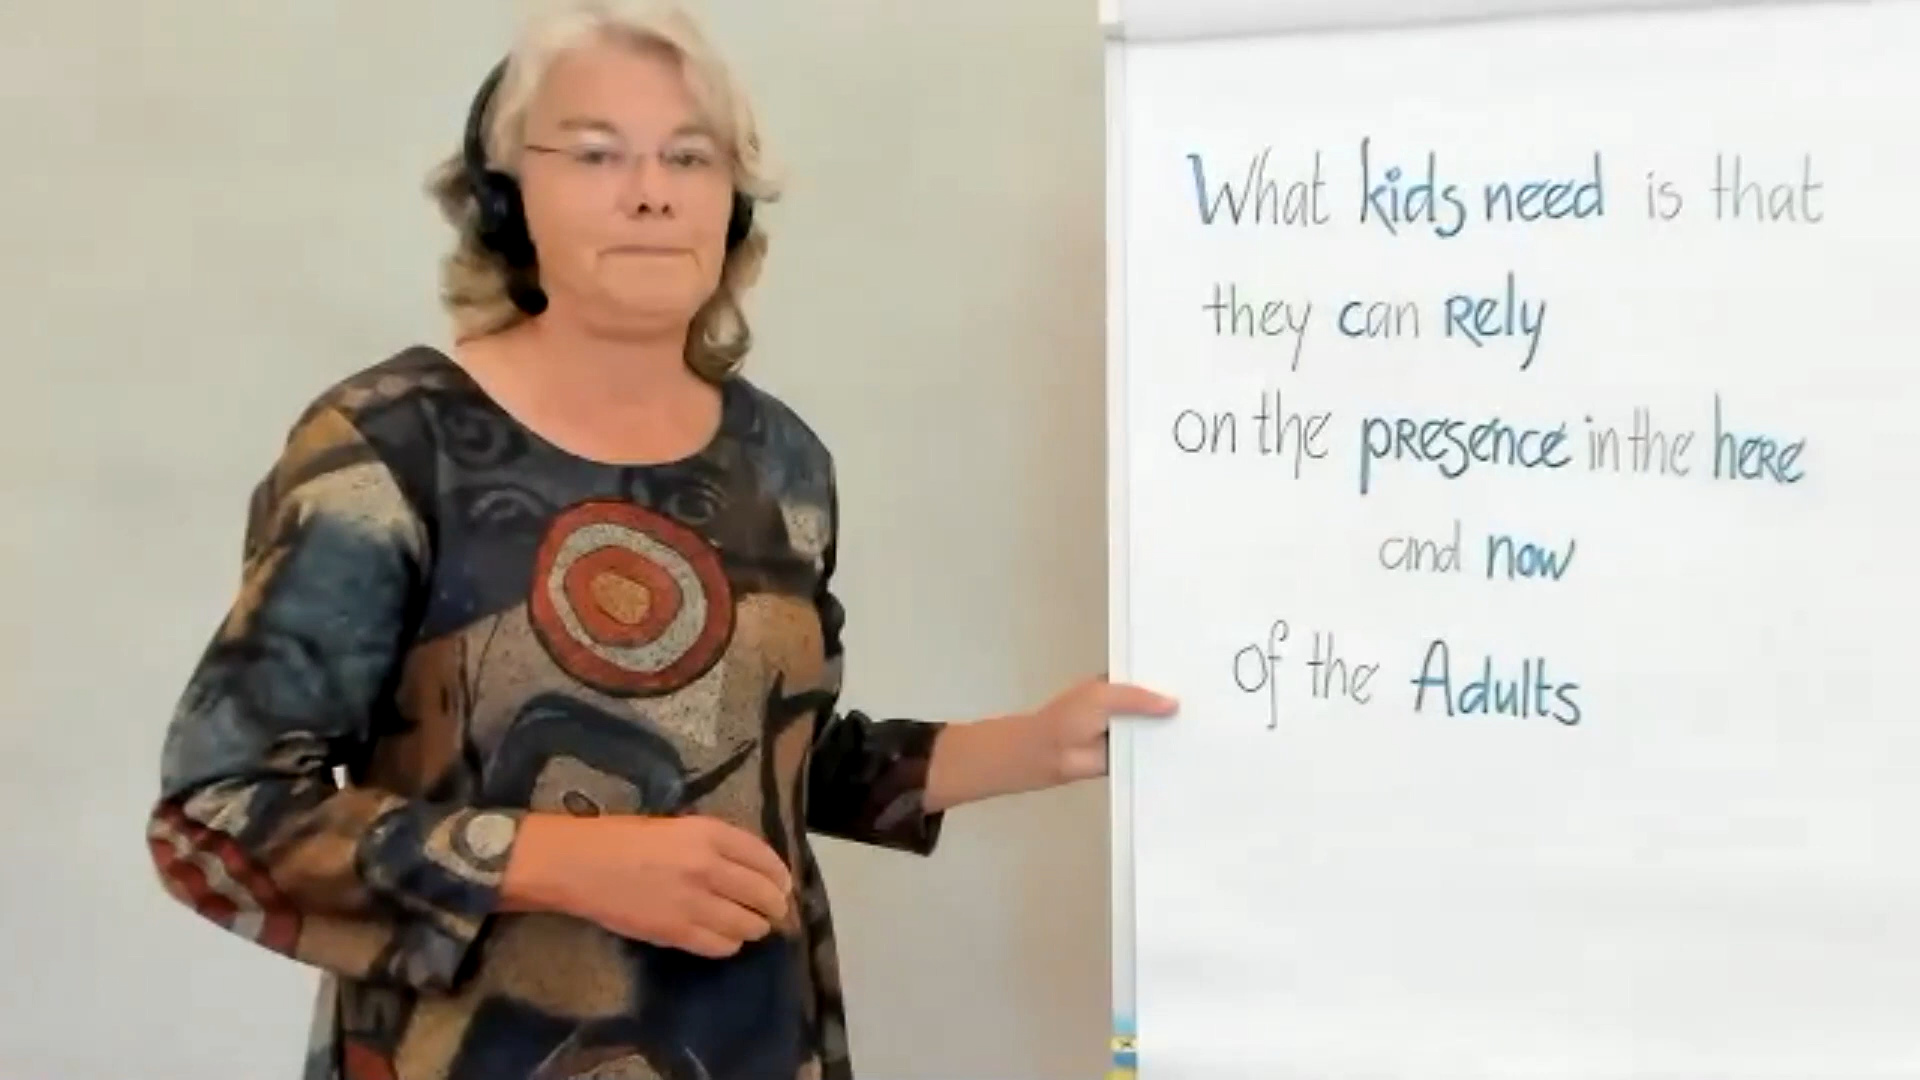 What kids need is that
they can Rely
on the presence in the here
and now
of the Adults